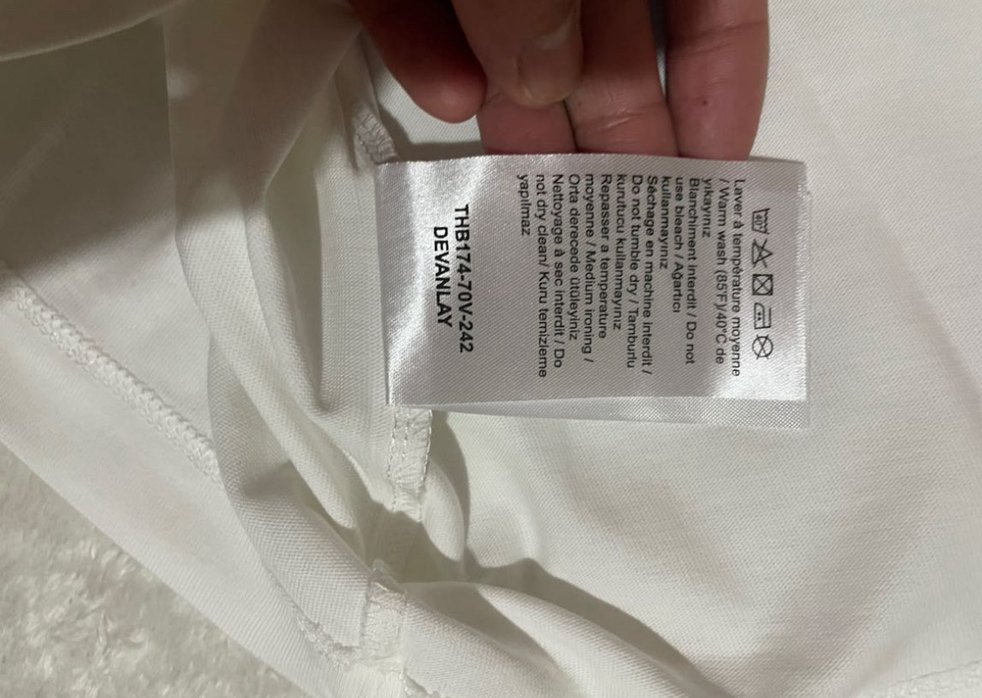 40°
Laver à température moyenne
/ Warm wash (85°F)/40°C de
yıkayınız
Blanchiment interdit / Do not
use bleach / Ağartıcı
kullanmayınız
Séchage en machine interdit /
Do not tumble dry / Tamburlu
kurutucu kullanmayınız
Repasser a temperature
moyenne / Medium ironing /
Orta derecede ütüleyiniz
Nettoyage à sec interdit / Do
not dry clean/ Kuru temizleme
yapılmaz
THB174-70V-242
DEVANLAY